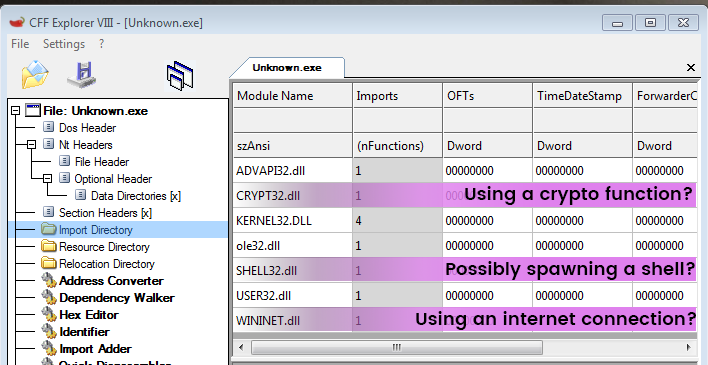 CFF Explorer VIII - [Unknown.exe]
File Settings ?
Unknown.exe
File: Unknown.exe
Dos Header
Nt Headers
File Header
Optional Header
Data Directories [x]
Section Headers [x]
Import Directory
Resource Directory
Relocation Directory
Address Converter
Dependency Walker
Hex Editor
Identifier
Import Adder
Module Name Imports OFTs TimeDateStamp ForwarderC
szAnsi (nFunctions) Dword Dword Dword
ADVAPI32.dll 1 00000000 00000000 00000000
CRYPT32.dll 1 Using a crypto function?
KERNEL32.DLL 4 00000000 00000000 00000000
ole32.dll 1 00000000 00000000 00000000
SHELL32.dll 1 Possibly spawning a shell?
USER32.dll 1 00000000 00000000 00000000
WININET.dll 1 Using an internet connection?